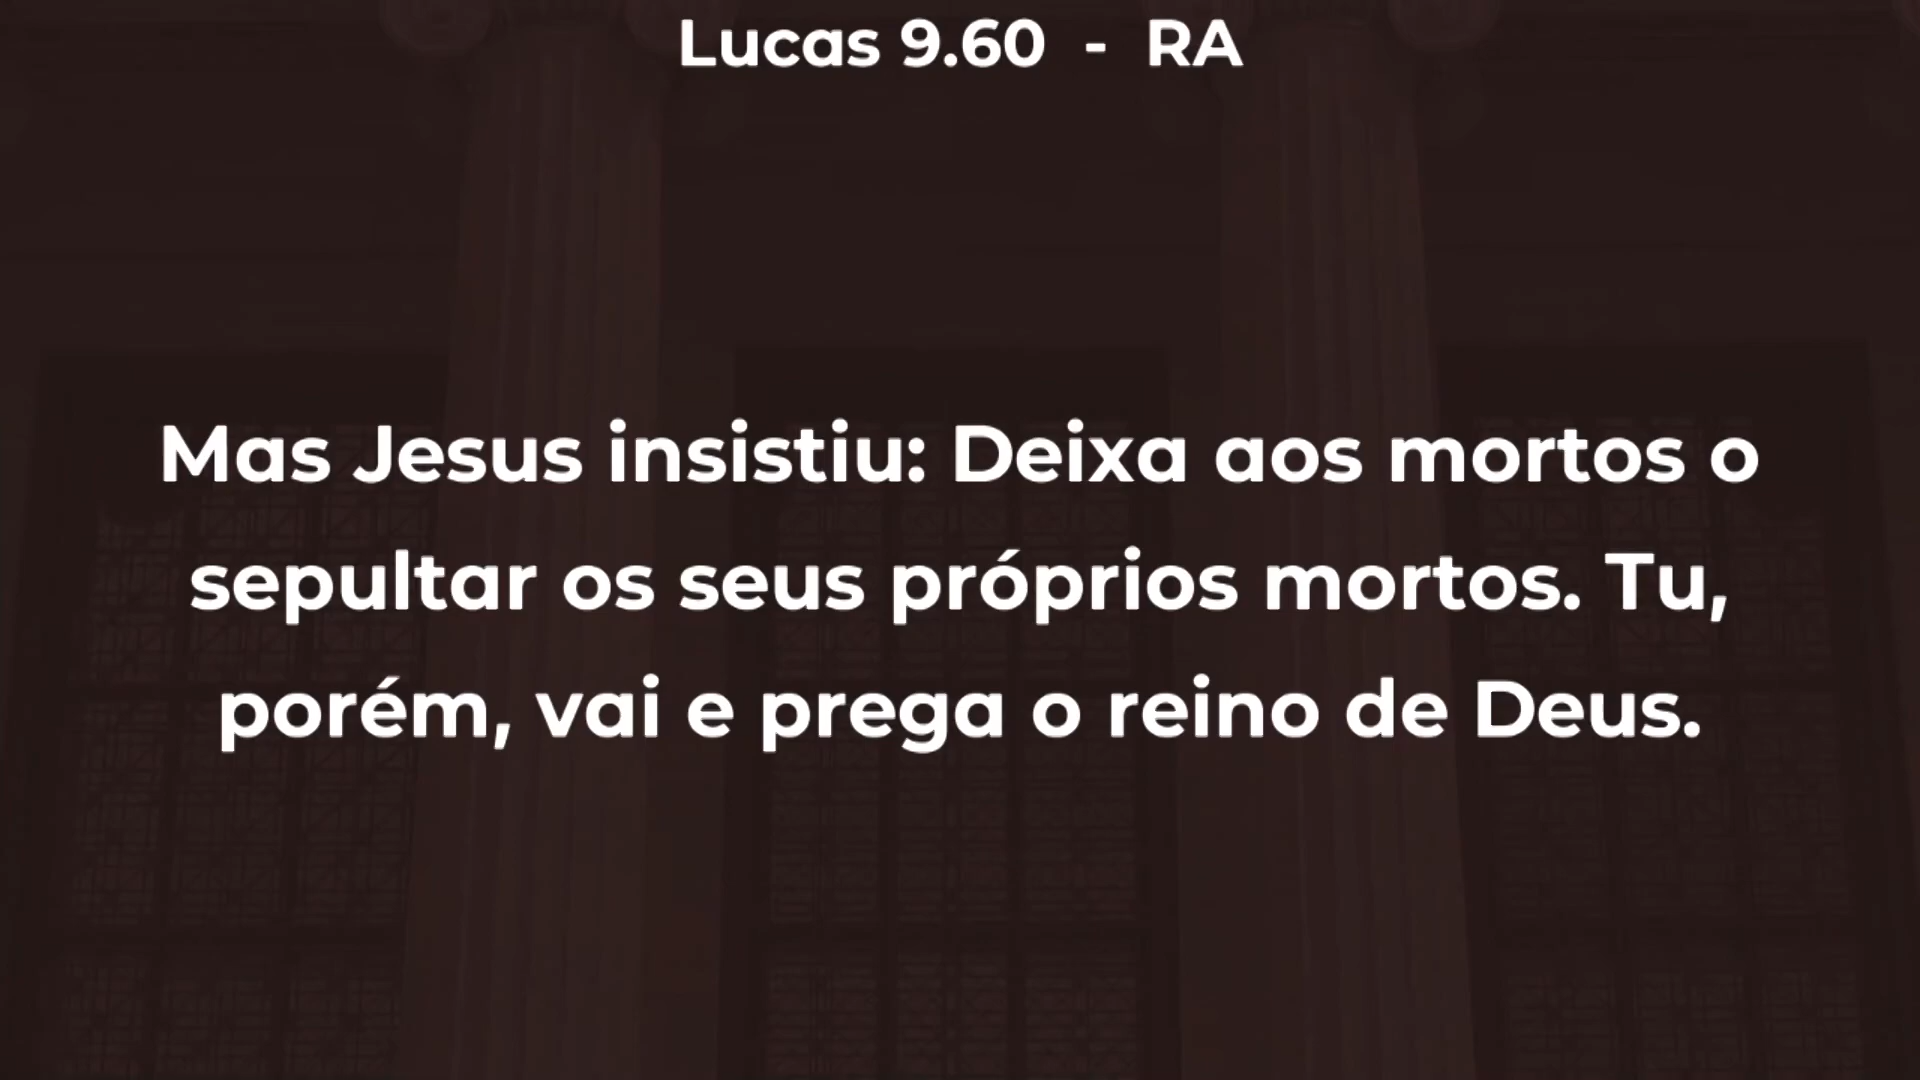 Lucas 9.60 - RA
Mas Jesus insistiu: Deixa aos mortos o
sepultar os seus próprios mortos. Tu,
porém, vai e prega o reino de Deus.